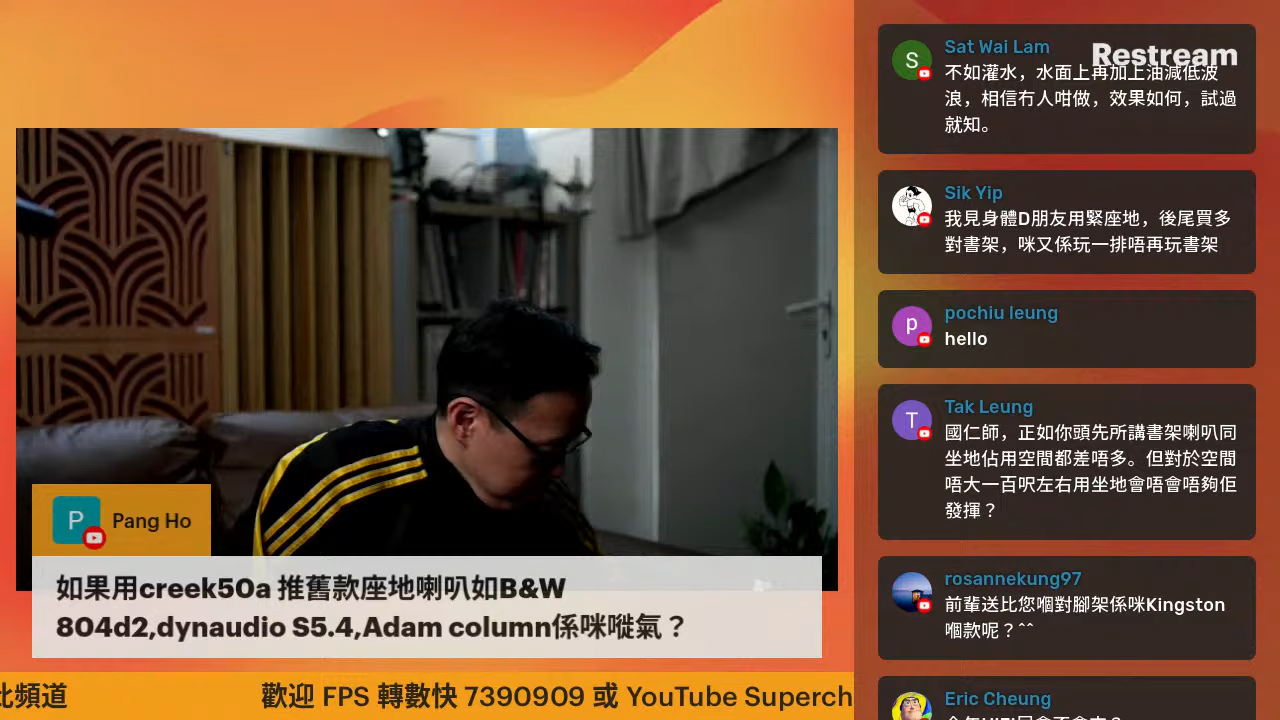 Restream
Sat Wai Lam
S
不如灌水，水面上再加上油減低波
浪，相信冇人咁做，效果如何，試過
就知。
Sik Yip
我見身體D朋友用緊座地，後尾買多
對書架，咪又係玩一排唔再玩書架
pochiu leung
p
hello
Tak Leung
T
國仁師，正如你頭先所講書架喇叭同
坐地佔用空間都差唔多。但對於空間
唔大一百呎左右用坐地會唔會唔夠佢
發揮？
rosannekung97
前輩送比您嗰對腳架係咪Kingston
嗰款呢？^^
Eric Cheung
P
Pang Ho
如果用creek50a 推舊款座地喇叭如B&W
804d2,dynaudio S5.4,Adam column係咪嘥氣？
此頻道 歡迎 FPS 轉數快 7390909 或 YouTube Superch